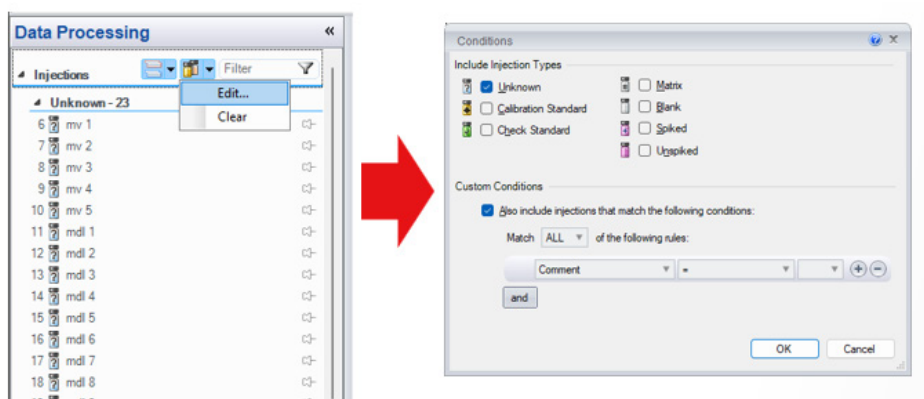 Data Processing «
Injections Filter
Edit...
Clear
Unknown - 23
6 ? mv 1
7 ? mv 2
8 ? mv 3
9 ? mv 4
10 ? mv 5
11 ? mdl 1
12 ? mdl 2
13 ? mdl 3
14 ? mdl 4
15 ? mdl 5
16 ? mdl 6
17 ? mdl 7
18 ? mdl 8
Conditions ? X
Include Injection Types
? Unknown
Calibration Standard
Check Standard
Matrix
Blank
Spiked
Unspiked
Custom Conditions
Also include injections that match the following conditions:
Match ALL of the following rules:
Comment = + −
and
OK Cancel